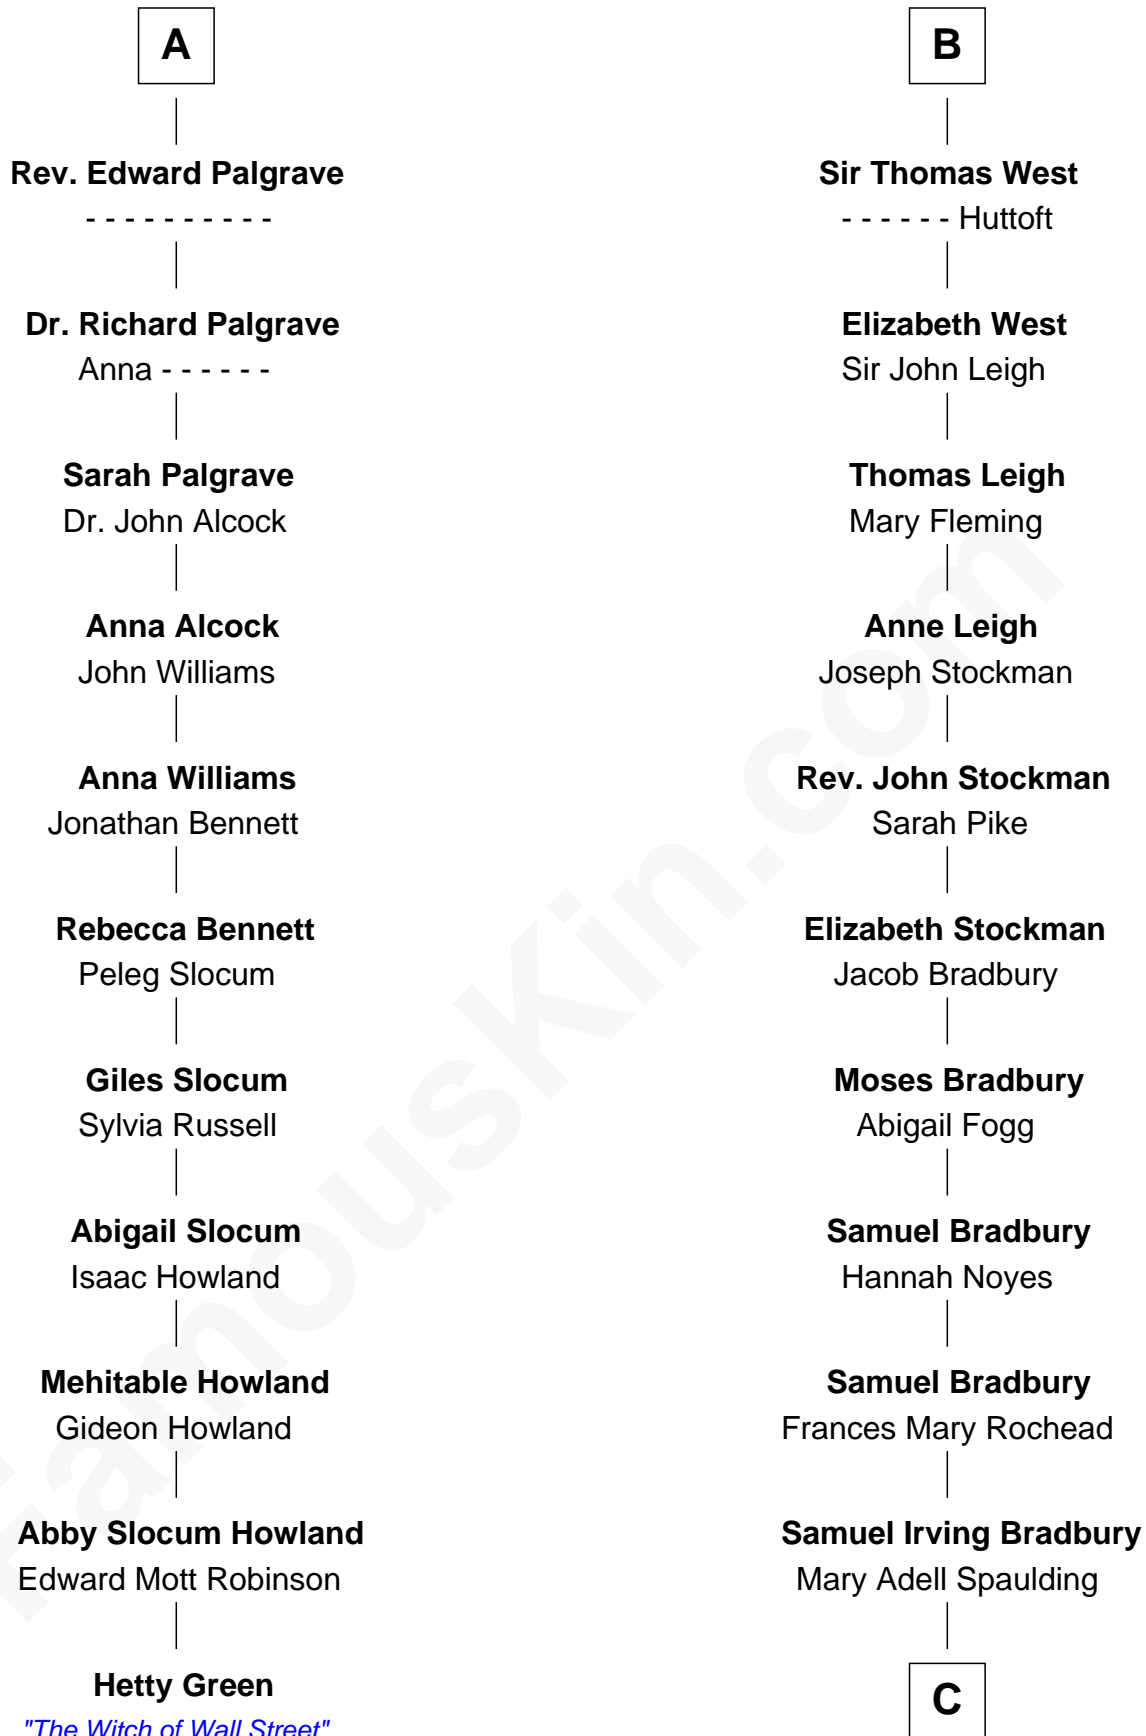 A
Rev. Edward Palgrave
- - - - - - - - - -
Dr. Richard Palgrave
Anna - - - - - -
Sarah Palgrave
Dr. John Alcock
Anna Alcock
John Williams
Anna Williams
Jonathan Bennett
Rebecca Bennett
Peleg Slocum
Giles Slocum
Sylvia Russell
Abigail Slocum
Isaac Howland
Mehitable Howland
Gideon Howland
Abby Slocum Howland
Edward Mott Robinson
Hetty Green
"The Witch of Wall Street"
B
Sir Thomas West
- - - - - - Huttoft
Elizabeth West
Sir John Leigh
Thomas Leigh
Mary Fleming
Anne Leigh
Joseph Stockman
Rev. John Stockman
Sarah Pike
Elizabeth Stockman
Jacob Bradbury
Moses Bradbury
Abigail Fogg
Samuel Bradbury
Hannah Noyes
Samuel Bradbury
Frances Mary Rochead
Samuel Irving Bradbury
Mary Adell Spaulding
C
FamousKin.com